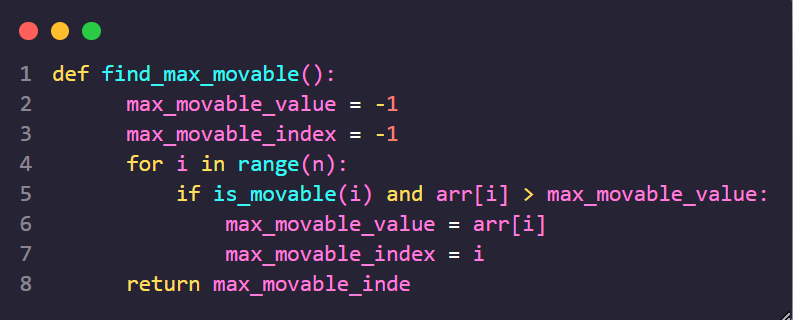 1 def find_max_movable():
2       max_movable_value = -1
3       max_movable_index = -1
4       for i in range(n):
5           if is_movable(i) and arr[i] > max_movable_value:
6               max_movable_value = arr[i]
7               max_movable_index = i
8       return max_movable_inde